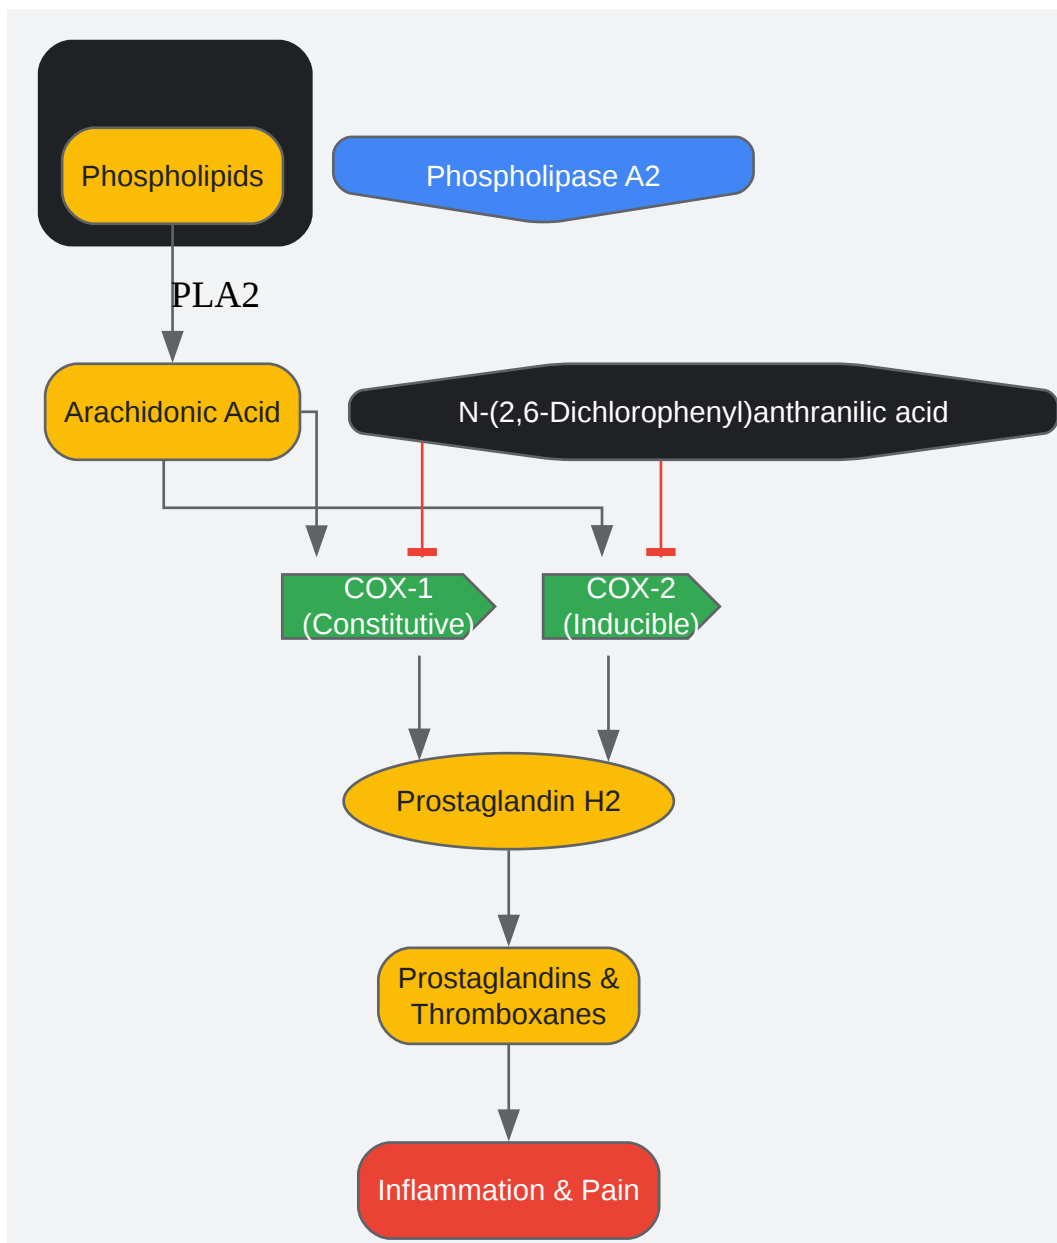 Phospholipids
Phospholipase A2
PLA2
Arachidonic Acid
N-(2,6-Dichlorophenyl)anthranilic acid
COX-1
(Constitutive)
COX-2
(Inducible)
Prostaglandin H2
Prostaglandins &
Thromboxanes
Inflammation & Pain